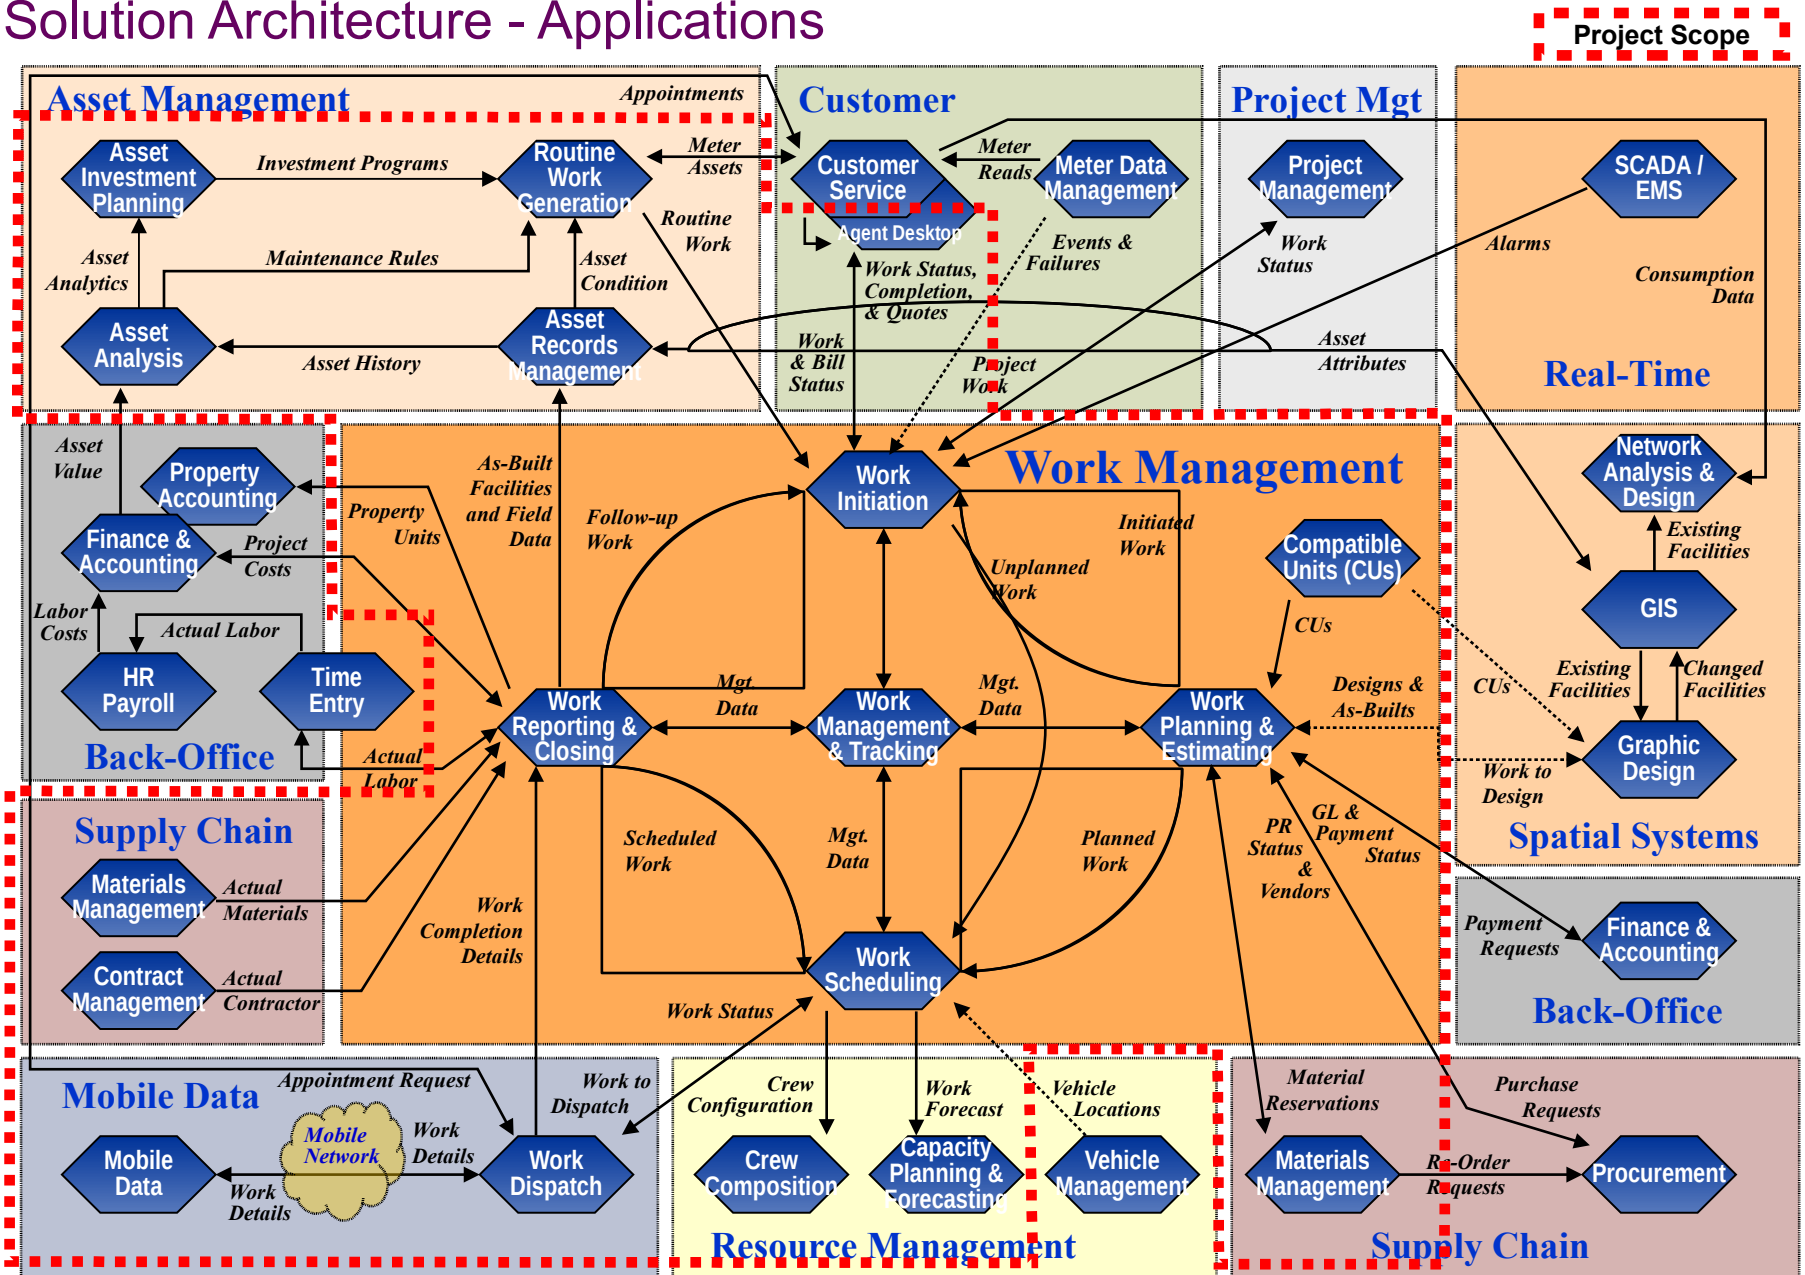 Solution Architecture - Applications
Project Scope
Asset Management
Asset
Investment
Planning
Investment Programs
Routine
Work
Generation
Appointments
Meter
Assets
Routine
Work
Asset
Analytics
Maintenance Rules
Asset
Condition
Asset
Analysis
Asset History
Asset
Records
Management
Customer
Customer
Service
Agent Desktop
Meter
Reads
Meter Data
Management
Events &
Failures
Work Status,
Completion,
& Quotes
Work
& Bill
Status
Project
Work
Project Mgt
Project
Management
Work
Status
Asset
Attributes
SCADA /
EMS
Alarms
Consumption
Data
Real-Time
Asset
Value
Property
Accounting
Finance &
Accounting
Project
Costs
Property
Units
Labor
Costs
Actual Labor
HR
Payroll
Time
Entry
Back-Office
Actual
Labor
As-Built
Facilities
and Field
Data
Follow-up
Work
Work
Initiation
Work Management
Initiated
Work
Unplanned
Work
Compatible
Units (CUs)
CUs
Work
Reporting &
Closing
Mgt.
Data
Work
Management
& Tracking
Mgt.
Data
Work
Planning &
Estimating
Designs &
As-Builts
Scheduled
Work
Mgt.
Data
Planned
Work
PR
Status
&
Vendors
GL &
Payment
Status
Work
Completion
Details
Work
Scheduling
Work Status
Network
Analysis &
Design
Existing
Facilities
GIS
Existing
Facilities
Changed
Facilities
CUs
Graphic
Design
Work to
Design
Spatial Systems
Supply Chain
Materials
Management
Actual
Materials
Contract
Management
Actual
Contractor
Payment
Requests
Finance &
Accounting
Back-Office
Mobile Data
Appointment Request
Mobile
Network
Work
Details
Mobile
Data
Work
Details
Work
Dispatch
Work to
Dispatch
Crew
Configuration
Work
Forecast
Vehicle
Locations
Crew
Composition
Capacity
Planning &
Forecasting
Vehicle
Management
Resource Management
Material
Reservations
Purchase
Requests
Materials
Management
Re-Order
Requests
Procurement
Supply Chain